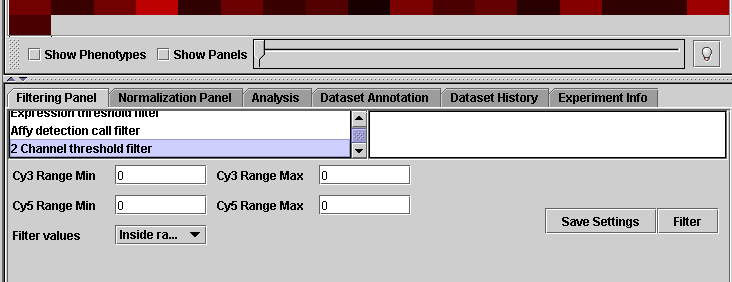 Show Phenotypes Show Panels
Filtering Panel Normalization Panel Analysis Dataset Annotation Dataset History Experiment Info
Expression threshold filter
Affy detection call filter
2 Channel threshold filter
Cy3 Range Min 0 Cy3 Range Max 0
Cy5 Range Min 0 Cy5 Range Max 0
Save Settings Filter
Filter values Inside ra...